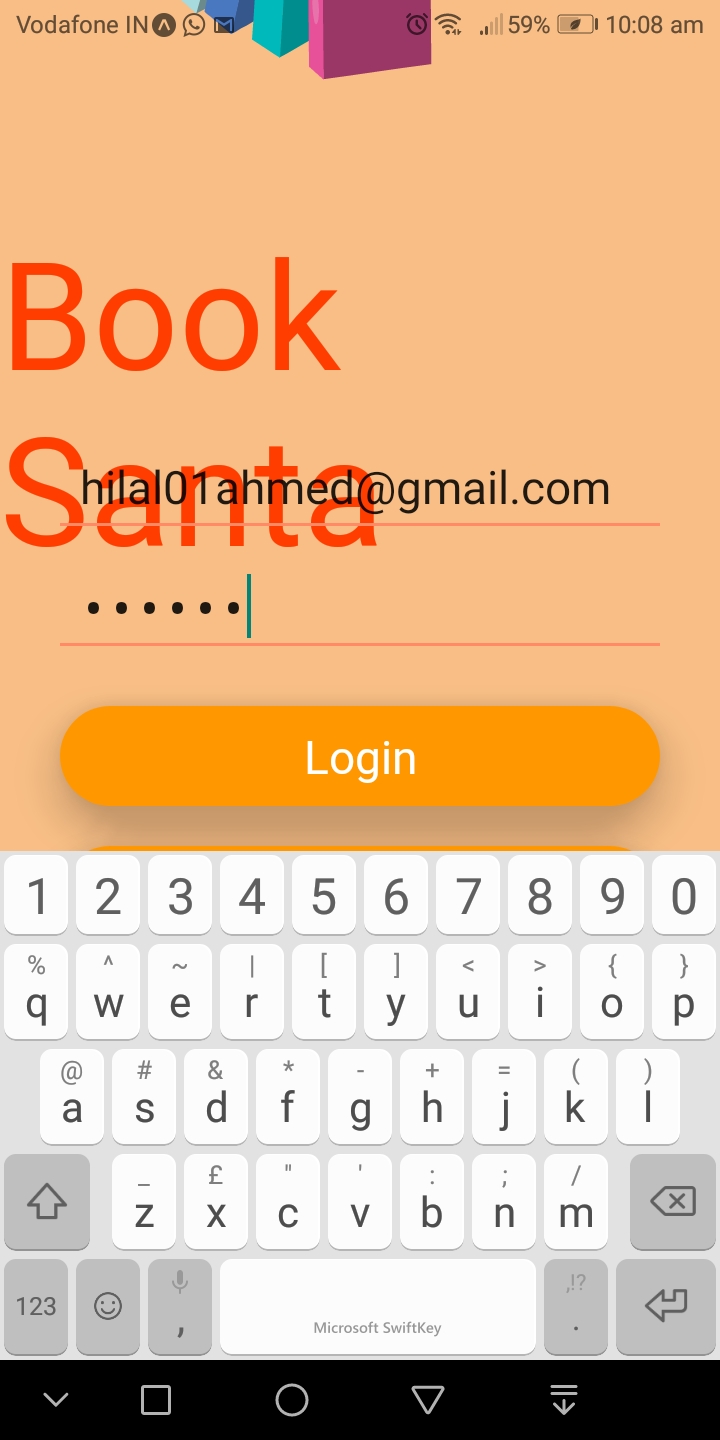 Vodafone IN 59% 10:08 am
Book
Santa
hilal01ahmed@gmail.com
••••••
Login
1 2 3 4 5 6 7 8 9 0
% ^ ~ | [ ] < > { }
q w e r t y u i o p
@ # & * - + = ( )
a s d f g h j k l
_ £ " ' : ; /
z x c v b n m
,!?
123 , Microsoft SwiftKey .